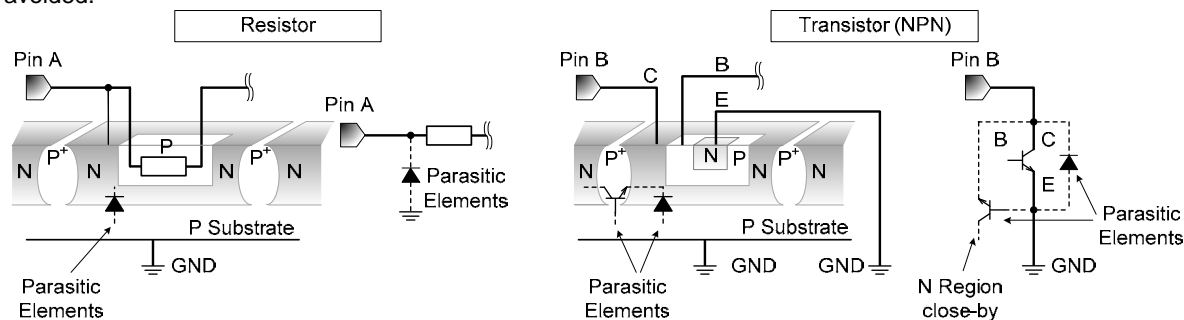 avoided.
Resistor
Transistor (NPN)
Pin A
Pin B
Pin B
C
B
E
Pin A
N P+ N P N P+ N
N P+ N N P P+ N
B C
E
Parasitic
Elements
P Substrate
P Substrate
Parasitic
Elements
GND
GND
GND
GND
Parasitic
Elements
Parasitic
Elements
N Region
close-by